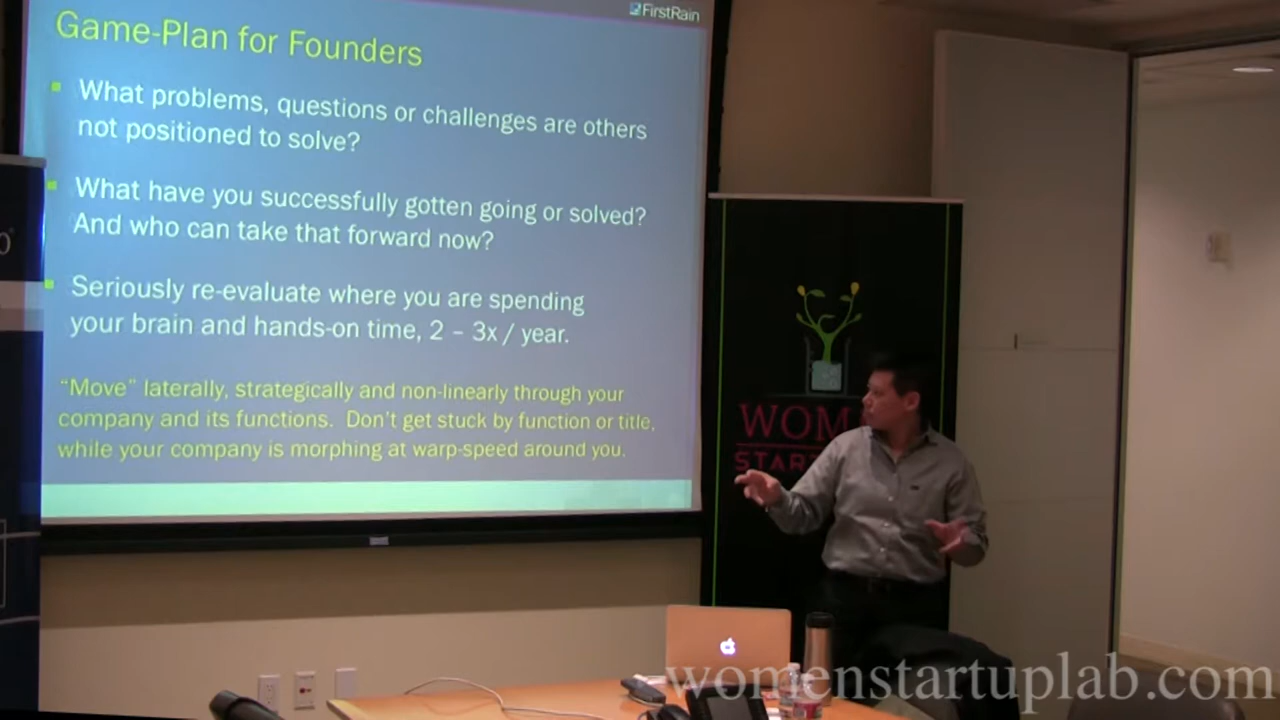 FirstRain
Game-Plan for Founders
What problems, questions or challenges are others
not positioned to solve?
What have you successfully gotten going or solved?
And who can take that forward now?
Seriously re-evaluate where you are spending
your brain and hands-on time, 2 – 3x / year.
“Move” laterally, strategically and non-linearly through your
company and its functions. Don't get stuck by function or title,
while your company is morphing at warp-speed around you.
0°
WOM
STAR
womenstartuplab.com